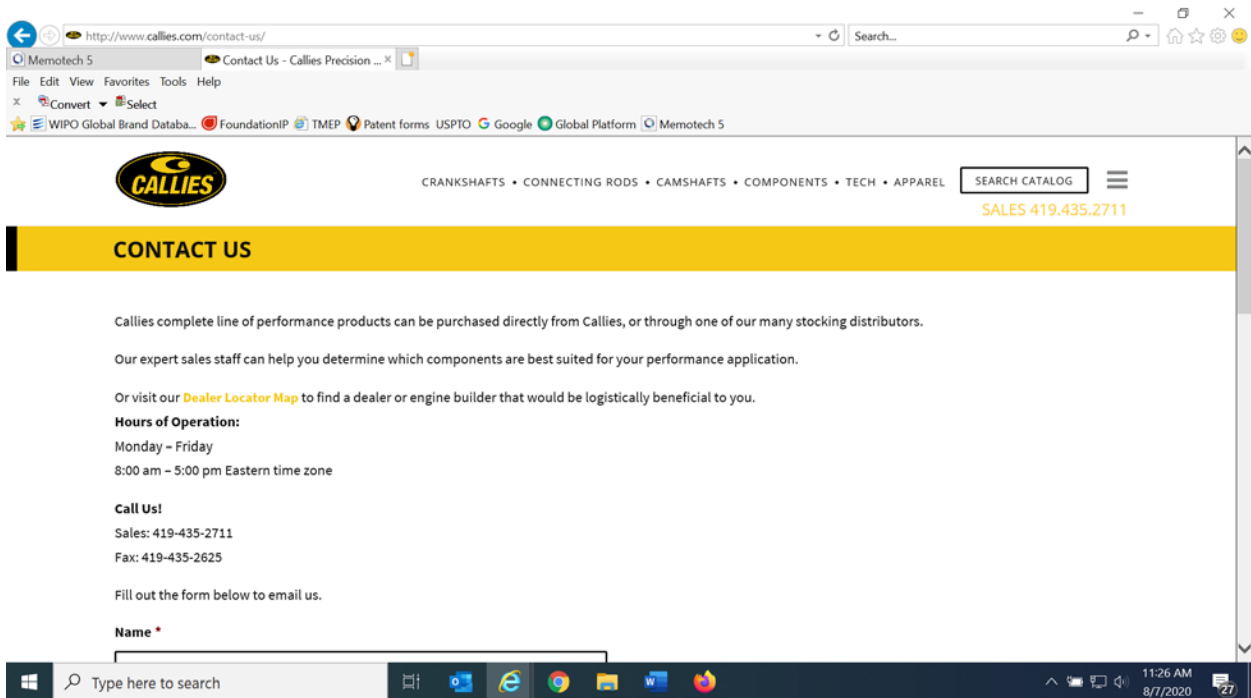 http://www.callies.com/contact-us/
Search...
Memotech 5
Contact Us - Callies Precision ...
File Edit View Favorites Tools Help
x Convert Select
WIPO Global Brand Databa... FoundationIP TMEP Patent forms USPTO Google Global Platform Memotech 5
CALLIES
CRANKSHAFTS • CONNECTING RODS • CAMSHAFTS • COMPONENTS • TECH • APPAREL
SEARCH CATALOG
SALES 419.435.2711
CONTACT US
Callies complete line of performance products can be purchased directly from Callies, or through one of our many stocking distributors.
Our expert sales staff can help you determine which components are best suited for your performance application.
Or visit our Dealer Locator Map to find a dealer or engine builder that would be logistically beneficial to you.
Hours of Operation:
Monday – Friday
8:00 am – 5:00 pm Eastern time zone
Call Us!
Sales: 419-435-2711
Fax: 419-435-2625
Fill out the form below to email us.
Name *
Type here to search
11:26 AM
8/7/2020
27